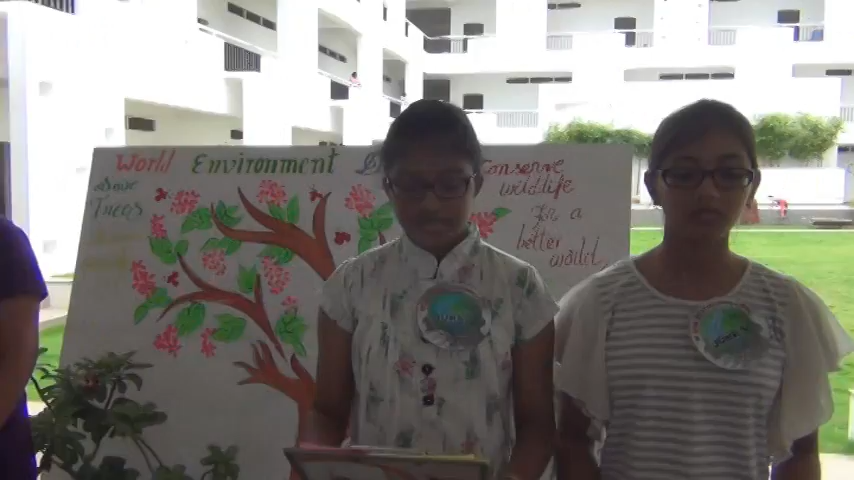 World Environment
Save
Trees
Conserve
wildlife
For a
better
world